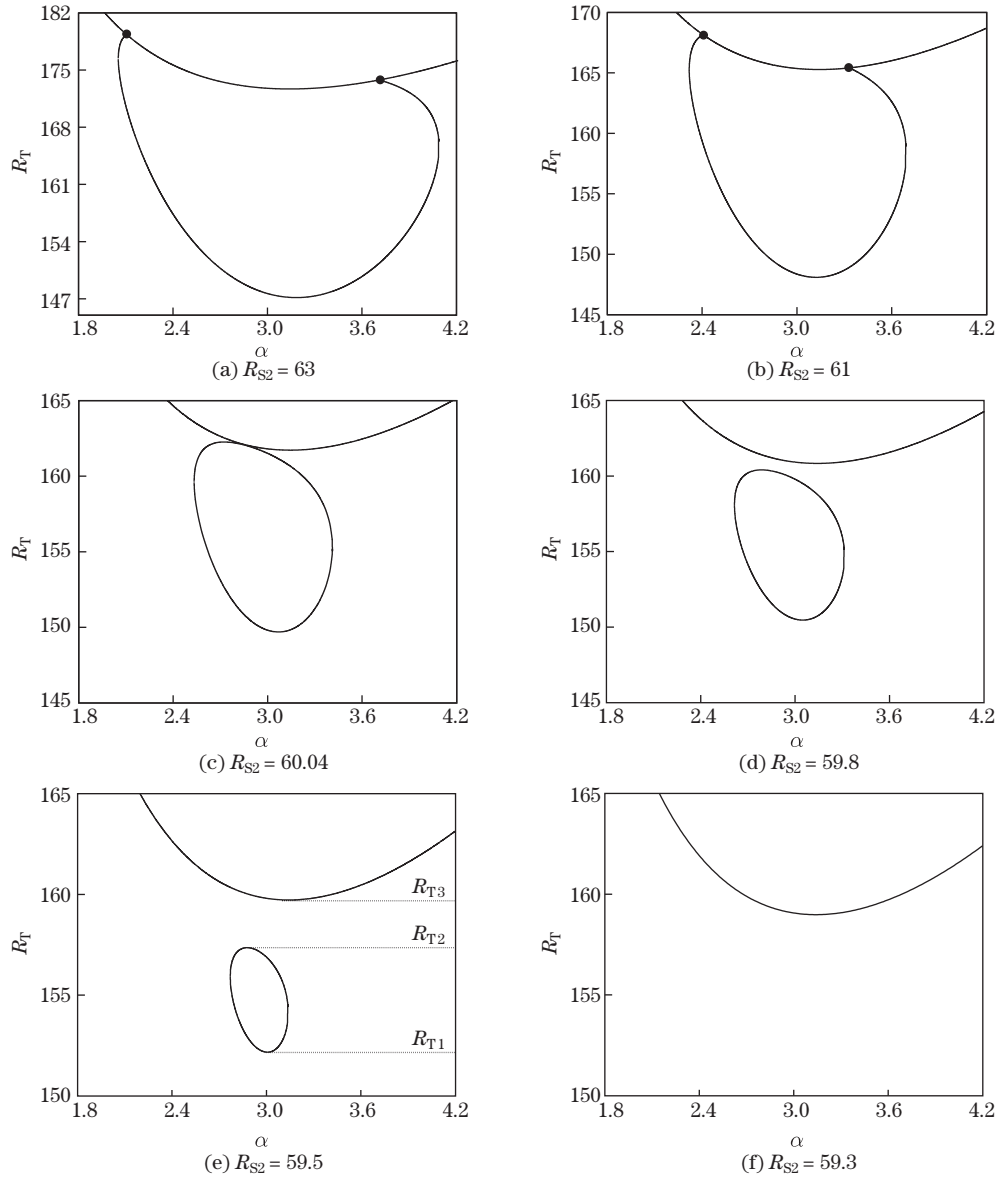 182
175
168
161
154
147
R_T
1.8 2.4 3.0 3.6 4.2
α
(a) R_S2 = 63
170
165
160
155
150
145
R_T
1.8 2.4 3.0 3.6 4.2
α
(b) R_S2 = 61
165
160
155
150
145
R_T
1.8 2.4 3.0 3.6 4.2
α
(c) R_S2 = 60.04
165
160
155
150
145
R_T
1.8 2.4 3.0 3.6 4.2
α
(d) R_S2 = 59.8
165
160
155
150
R_T
R_T3
R_T2
R_T1
1.8 2.4 3.0 3.6 4.2
α
(e) R_S2 = 59.5
165
160
155
150
R_T
1.8 2.4 3.0 3.6 4.2
α
(f) R_S2 = 59.3